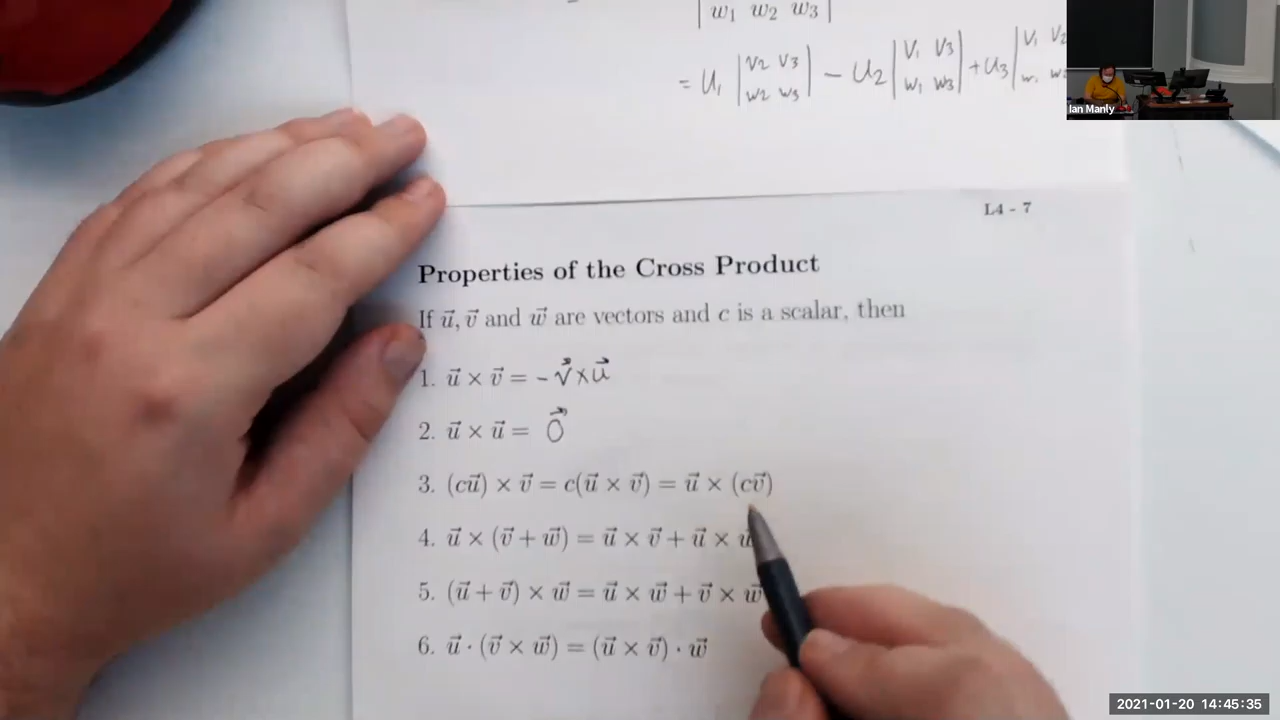 | w₁ w₂ w₃ |
= u₁ | v₂ v₃ | − u₂ | v₁ v₃ | + u₃ | v₁ v₂
| w₂ w₃ | | w₁ w₃ | | w₁
Ian Manly
L4 - 7
Properties of the Cross Product
If u⃗, v⃗ and w⃗ are vectors and c is a scalar, then
1. u⃗ × v⃗ = − v⃗ × u⃗
2. u⃗ × u⃗ = 0⃗
3. (cu⃗) × v⃗ = c(u⃗ × v⃗) = u⃗ × (cv⃗)
4. u⃗ × (v⃗ + w⃗) = u⃗ × v⃗ + u⃗ ×
5. (u⃗ + v⃗) × w⃗ = u⃗ × w⃗ + v⃗ × w⃗
6. u⃗ · (v⃗ × w⃗) = (u⃗ × v⃗) · w⃗
2021-01-20 14:45:35